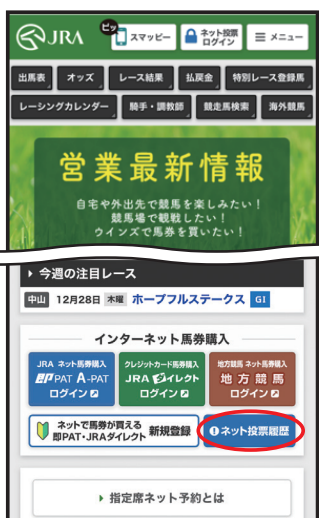 JRA
ピッ
スマッピー
ネット投票
ログイン
メニュー
出馬表 オッズ レース結果 払戻金 特別レース登録馬
レーシングカレンダー 騎手・調教師 競走馬検索 海外競馬
営業最新情報
自宅や外出先で競馬を楽しみたい!
競馬場で観戦したい!
ウインズで馬券を買いたい!
今週の注目レース
中山 12月28日 木曜 ホープフルステークス GI
インターネット馬券購入
JRA ネット馬券購入
即PAT A-PAT
ログイン
クレジットカード馬券購入
JRA ダイレクト
ログイン
地方競馬 ネット馬券購入
地方競馬
ログイン
ネットで馬券が買える
即PAT・JRAダイレクト 新規登録
ネット投票履歴
指定席ネット予約とは